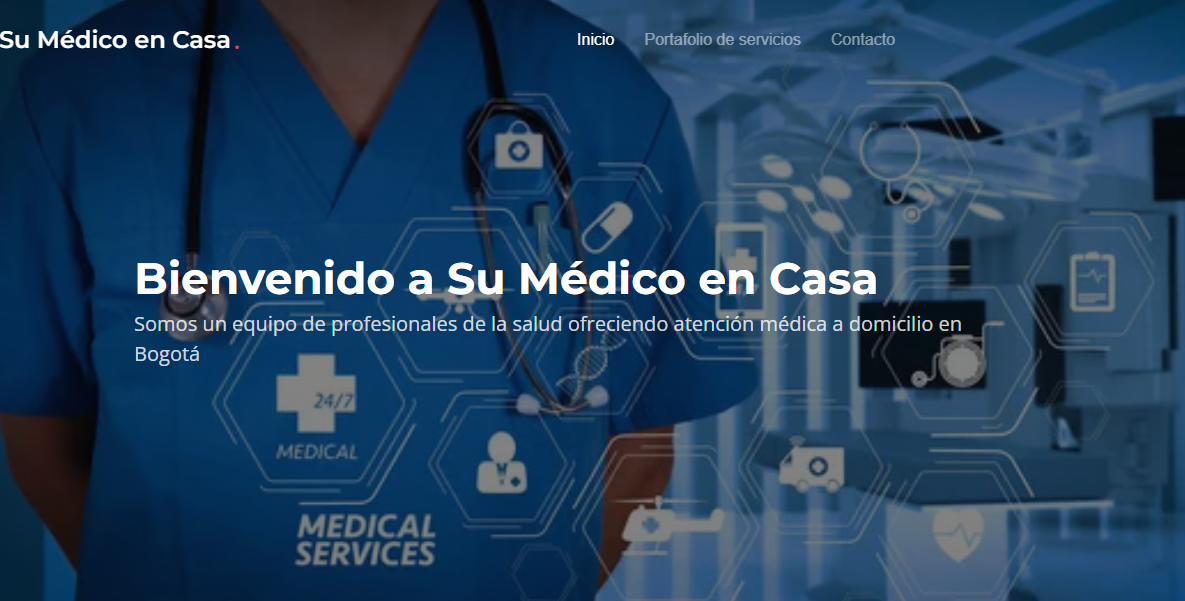 Su Médico en Casa.
Inicio Portafolio de servicios Contacto
Bienvenido a Su Médico en Casa
Somos un equipo de profesionales de la salud ofreciendo atención médica a domicilio en
Bogotá
24/7
MEDICAL
MEDICAL
SERVICES